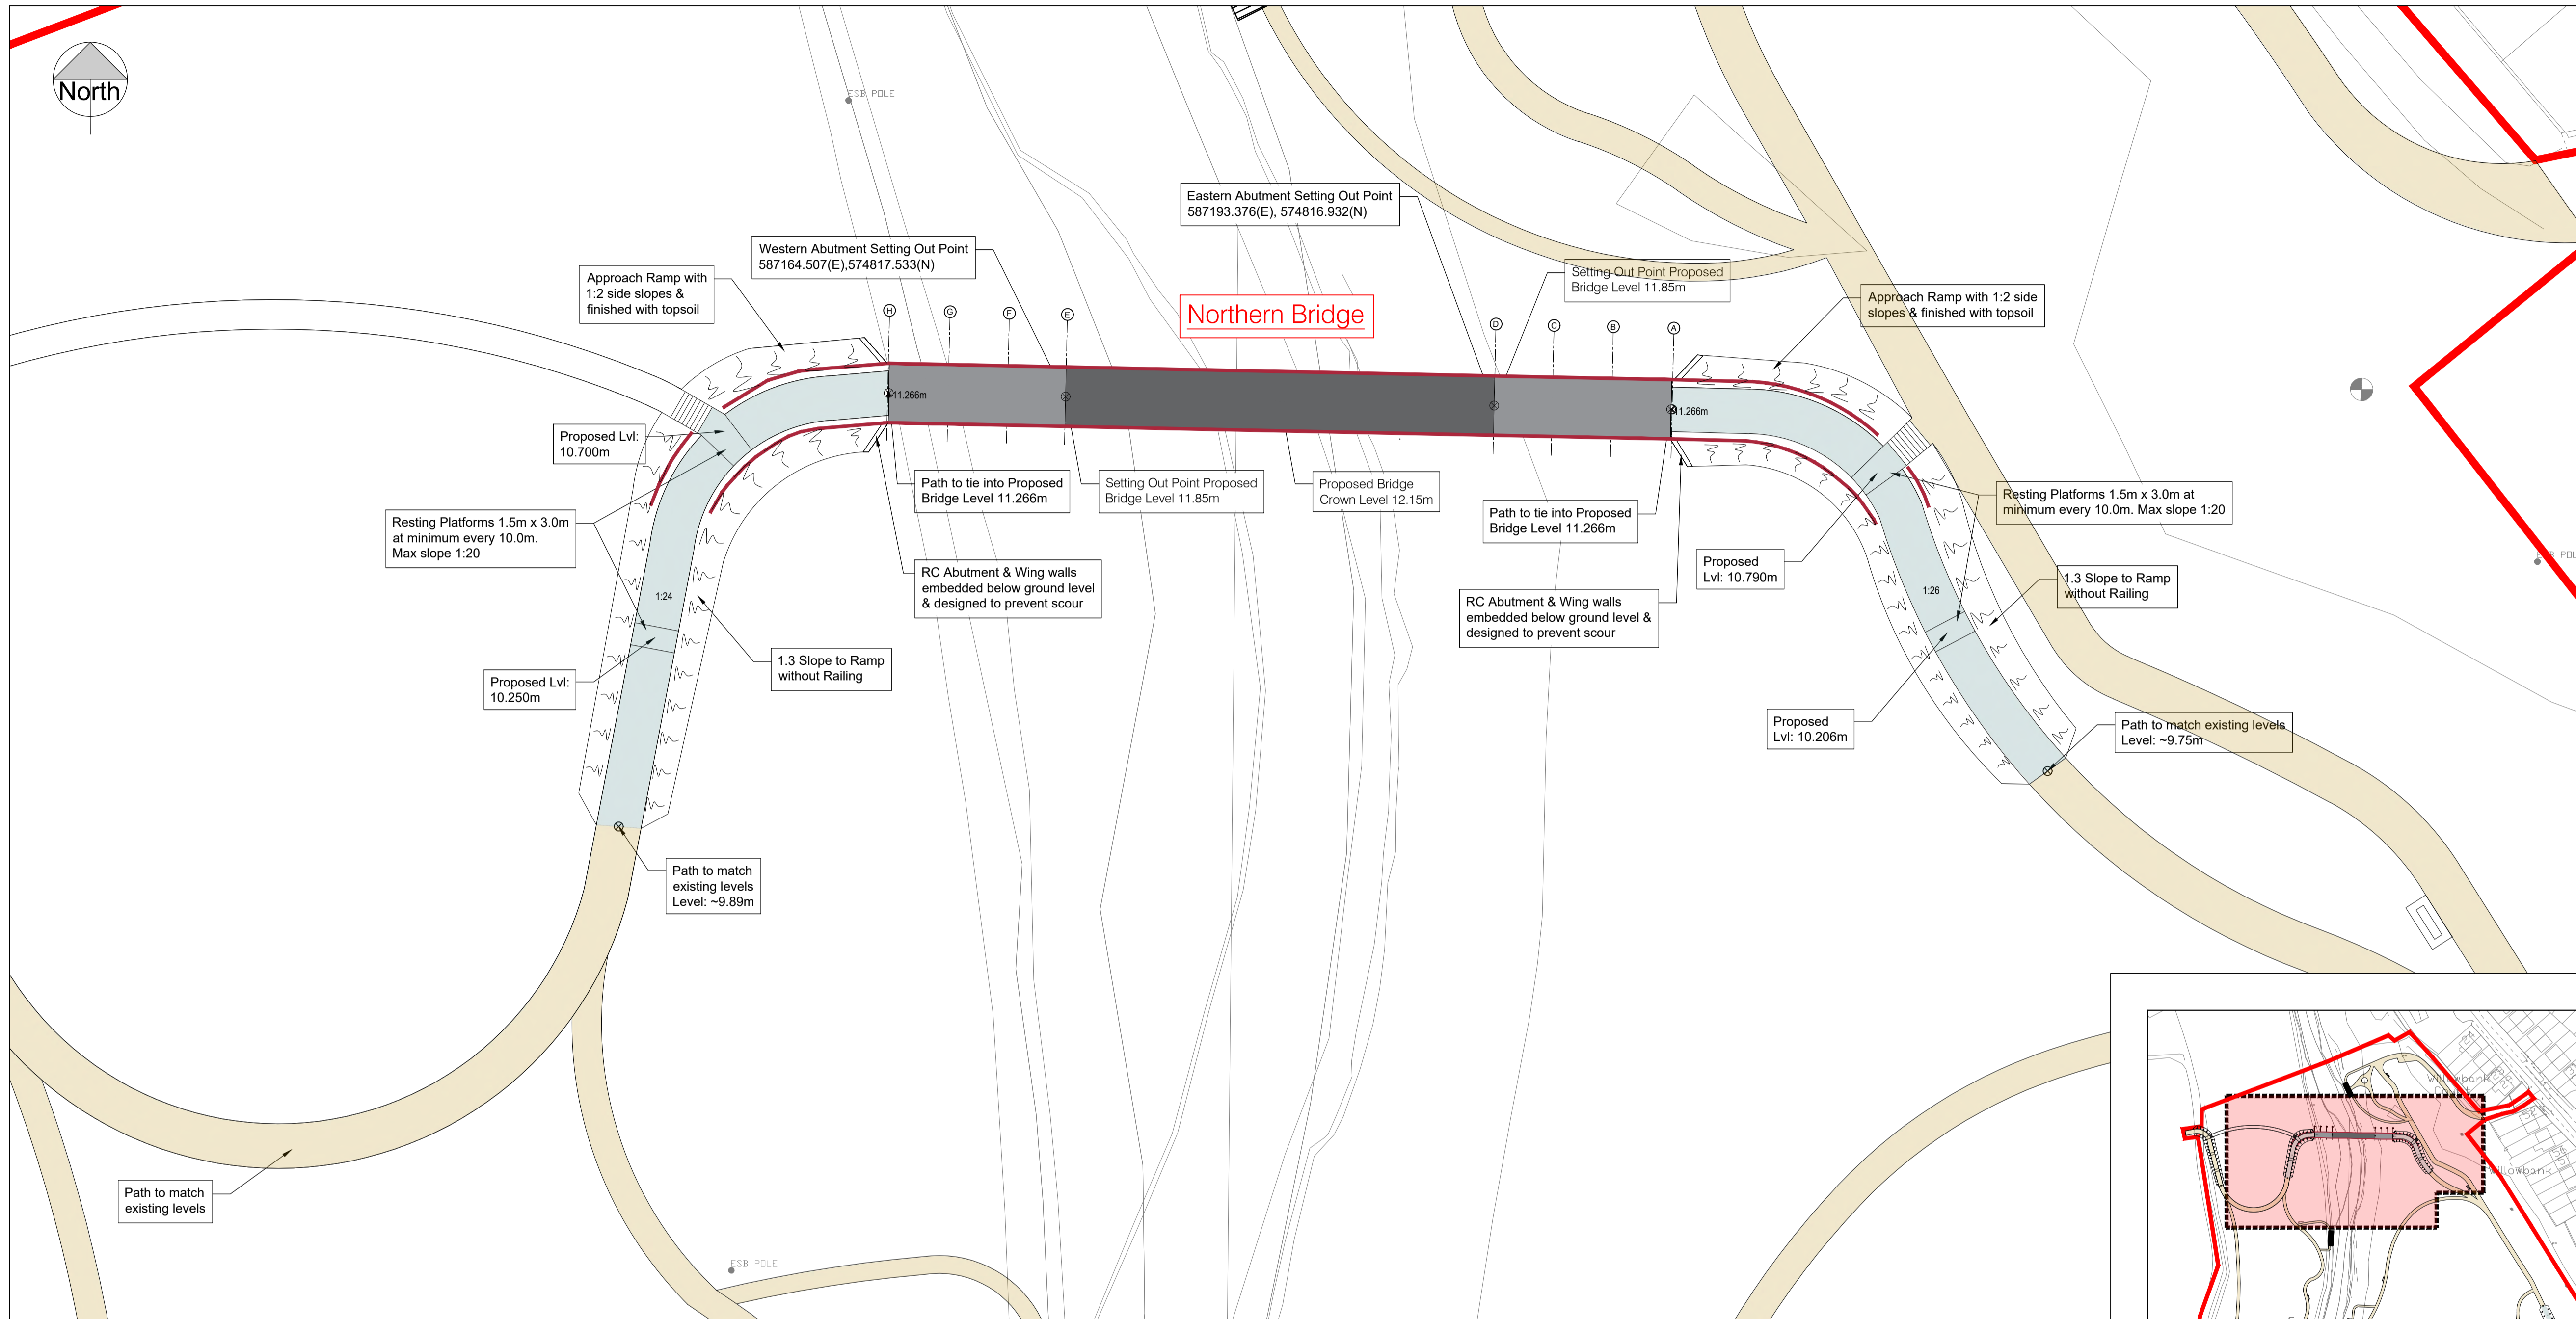 North
ESB POLE
Eastern Abutment Setting Out Point
587193.376(E), 574816.932(N)
Western Abutment Setting Out Point
587164.507(E),574817.533(N)
Approach Ramp with
1:2 side slopes &
finished with topsoil
Setting Out Point Proposed
Bridge Level 11.85m
Approach Ramp with 1:2 side
slopes & finished with topsoil
Northern Bridge
H
G
F
E
D
C
B
A
11.266m
11.266m
Proposed Lvl:
10.700m
Path to tie into Proposed
Bridge Level 11.266m
Setting Out Point Proposed
Bridge Level 11.85m
Proposed Bridge
Crown Level 12.15m
Path to tie into Proposed
Bridge Level 11.266m
Resting Platforms 1.5m x 3.0m at
minimum every 10.0m. Max slope 1:20
Resting Platforms 1.5m x 3.0m
at minimum every 10.0m.
Max slope 1:20
RC Abutment & Wing walls
embedded below ground level
& designed to prevent scour
Proposed
Lvl: 10.790m
1:24
1:26
RC Abutment & Wing walls
embedded below ground level &
designed to prevent scour
1.3 Slope to Ramp
without Railing
1.3 Slope to Ramp
without Railing
Proposed Lvl:
10.250m
Proposed
Lvl: 10.206m
Path to match existing levels
Level: ~9.75m
Path to match
existing levels
Level: ~9.89m
Path to match
existing levels
ESB POLE
Willowbank